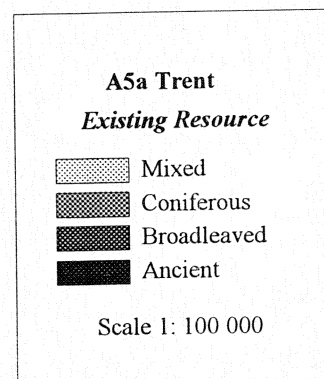 A5a Trent
Existing Resource
Mixed
Coniferous
Broadleaved
Ancient
Scale 1: 100 000